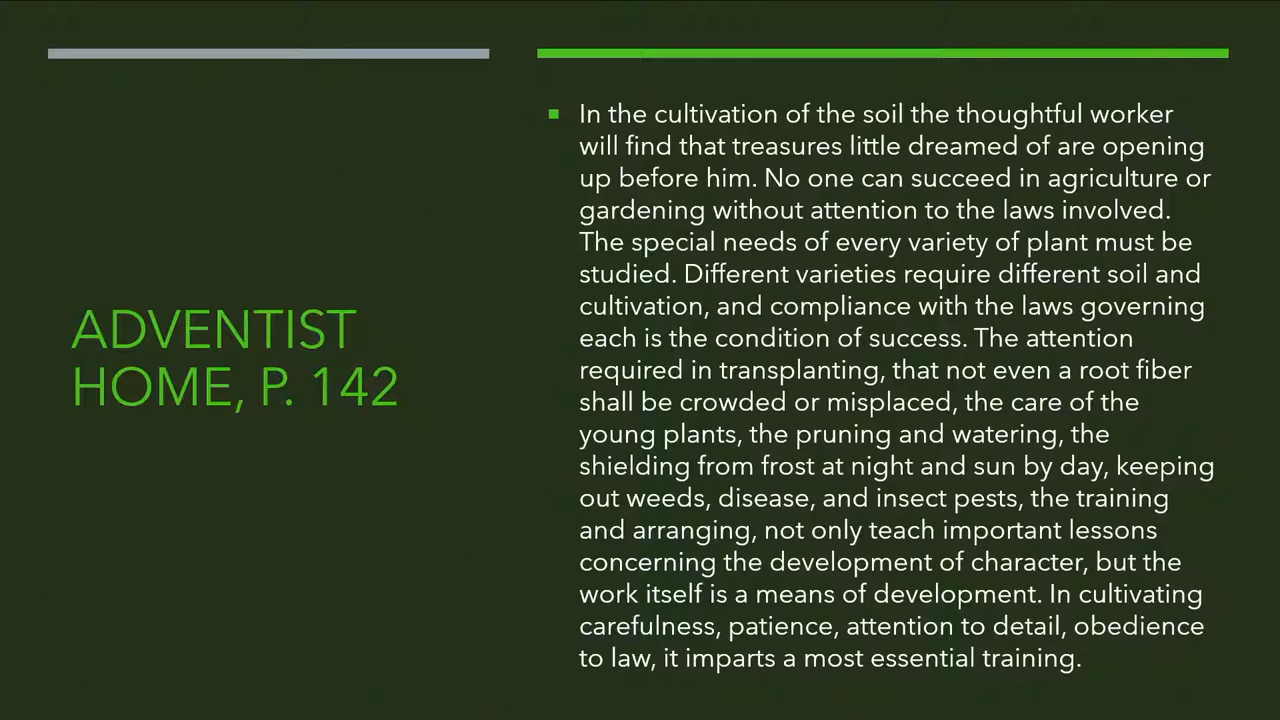 ADVENTIST
HOME, P. 142
In the cultivation of the soil the thoughtful worker
will find that treasures little dreamed of are opening
up before him. No one can succeed in agriculture or
gardening without attention to the laws involved.
The special needs of every variety of plant must be
studied. Different varieties require different soil and
cultivation, and compliance with the laws governing
each is the condition of success. The attention
required in transplanting, that not even a root fiber
shall be crowded or misplaced, the care of the
young plants, the pruning and watering, the
shielding from frost at night and sun by day, keeping
out weeds, disease, and insect pests, the training
and arranging, not only teach important lessons
concerning the development of character, but the
work itself is a means of development. In cultivating
carefulness, patience, attention to detail, obedience
to law, it imparts a most essential training.